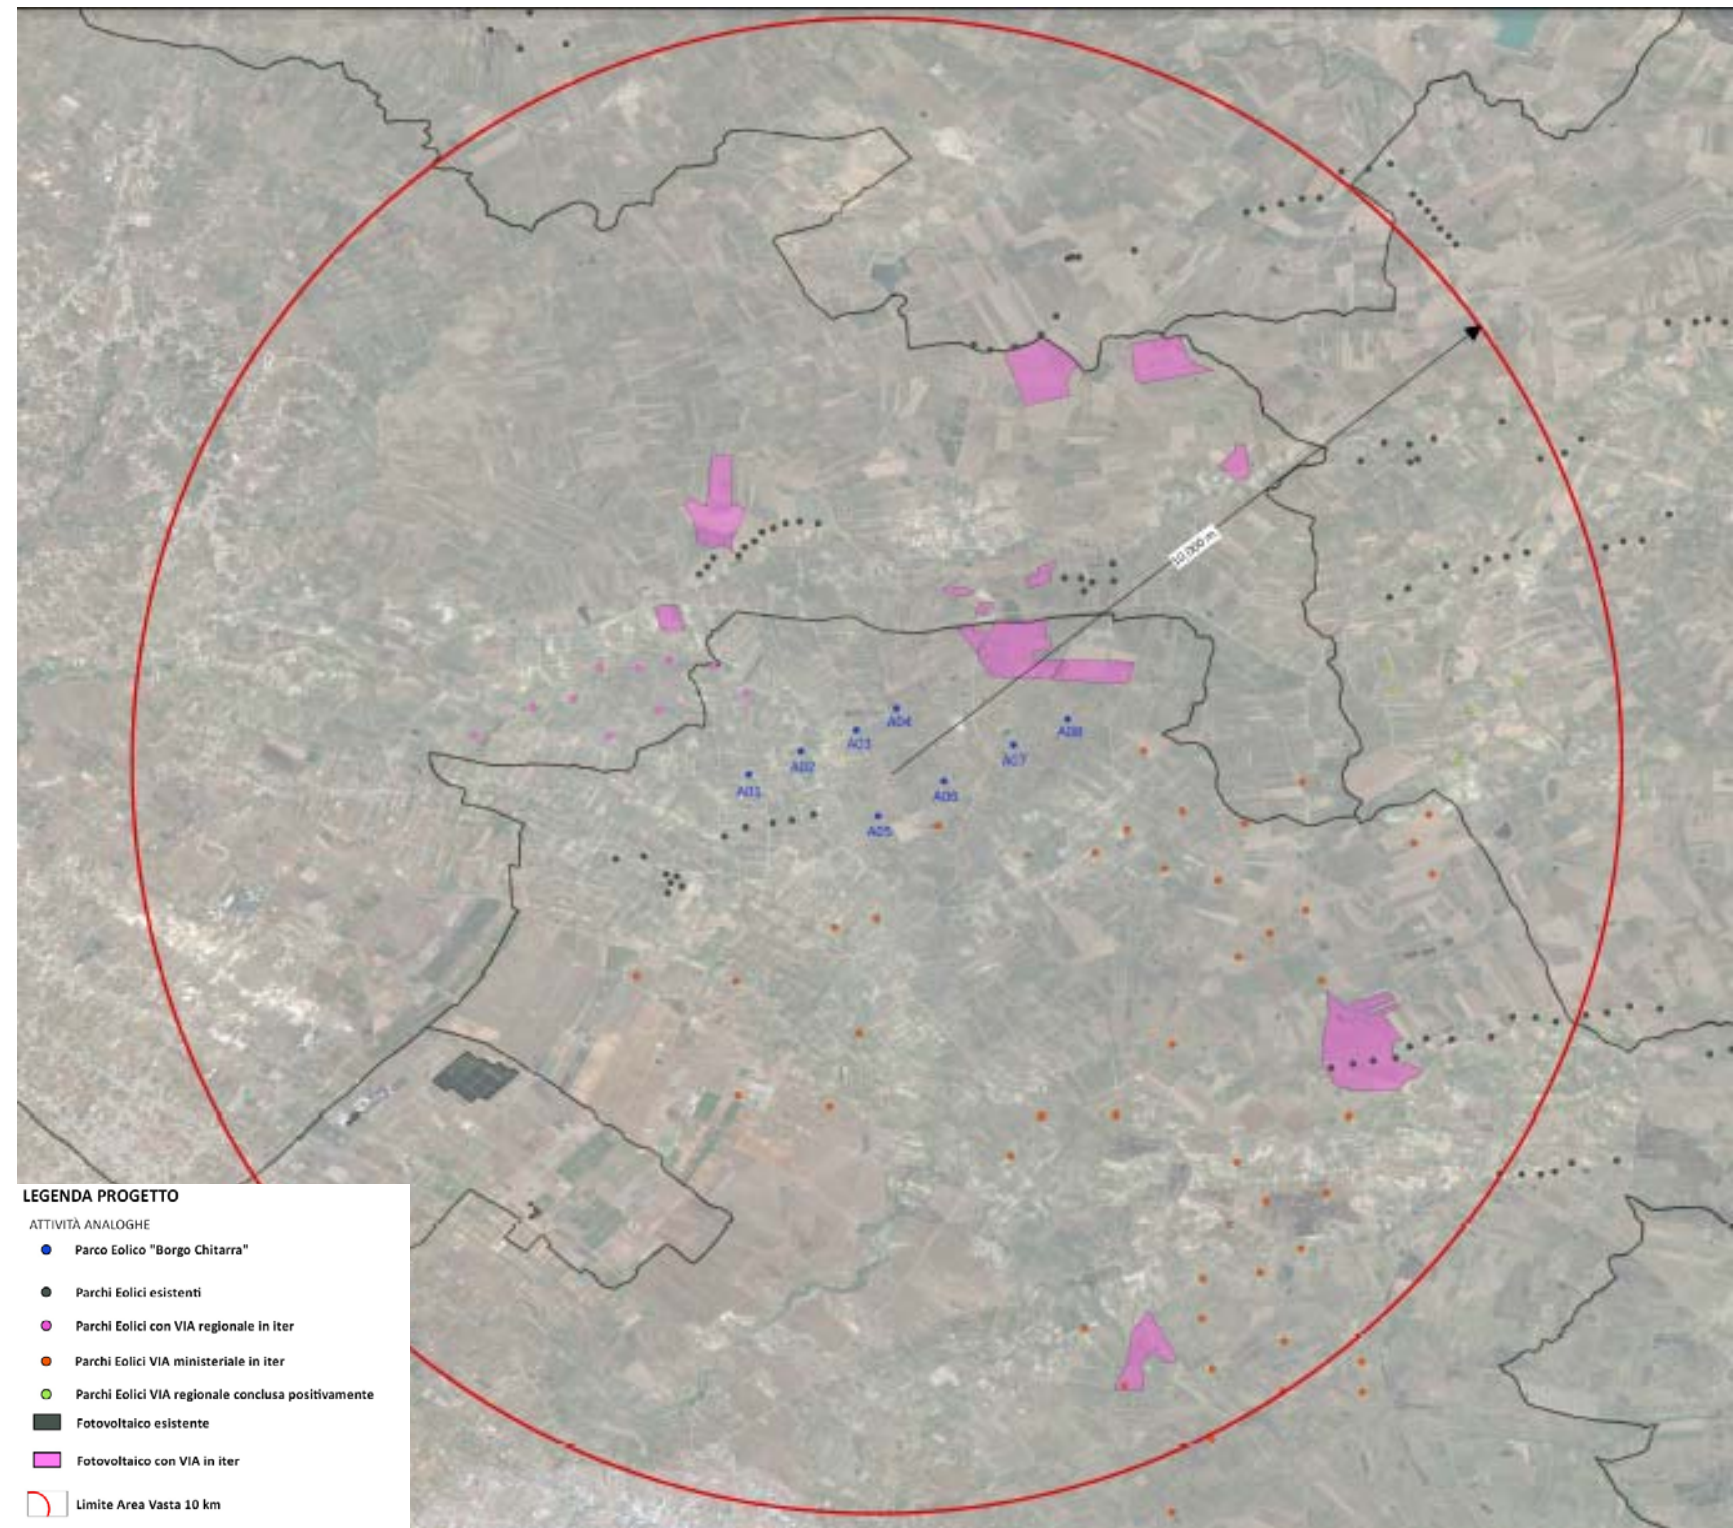 10.000 m
A04
A03
A08
A02
A07
A01
A06
A05
LEGENDA PROGETTO
ATTIVITÀ ANALOGHE
Parco Eolico "Borgo Chitarra"
Parchi Eolici esistenti
Parchi Eolici con VIA regionale in iter
Parchi Eolici VIA ministeriale in iter
Parchi Eolici VIA regionale conclusa positivamente
Fotovoltaico esistente
Fotovoltaico con VIA in iter
Limite Area Vasta 10 km